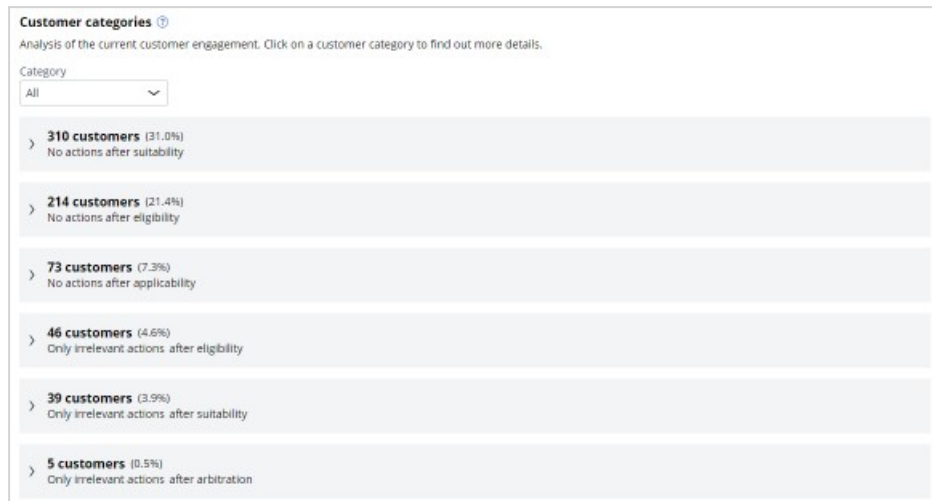 Customer categories ?
Analysis of the current customer engagement. Click on a customer category to find out more details.
Category
All
310 customers (31.0%)
No actions after suitability
214 customers (21.4%)
No actions after eligibility
73 customers (7.3%)
No actions after applicability
46 customers (4.6%)
Only irrelevant actions after eligibility
39 customers (3.9%)
Only irrelevant actions after suitability
5 customers (0.5%)
Only irrelevant actions after arbitration